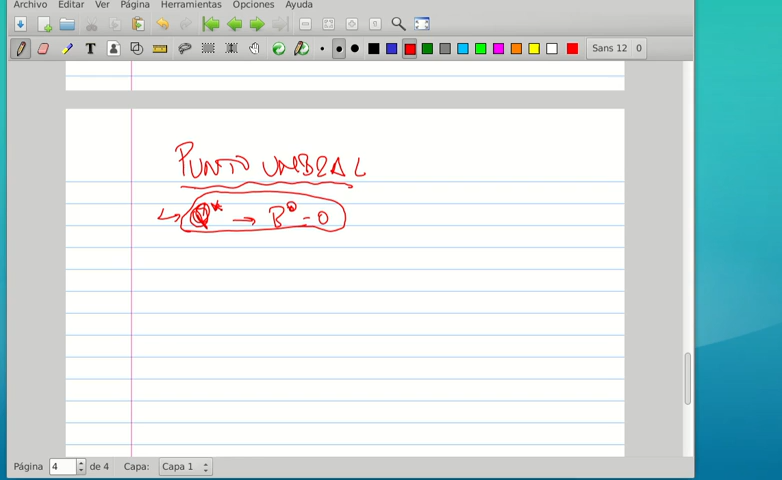 Archivo Editar Ver Página Herramientas Opciones Ayuda
T Sans 12 0
PUNTO UMBRAL
→ B° = 0
Página 4 de 4 Capa: Capa 1